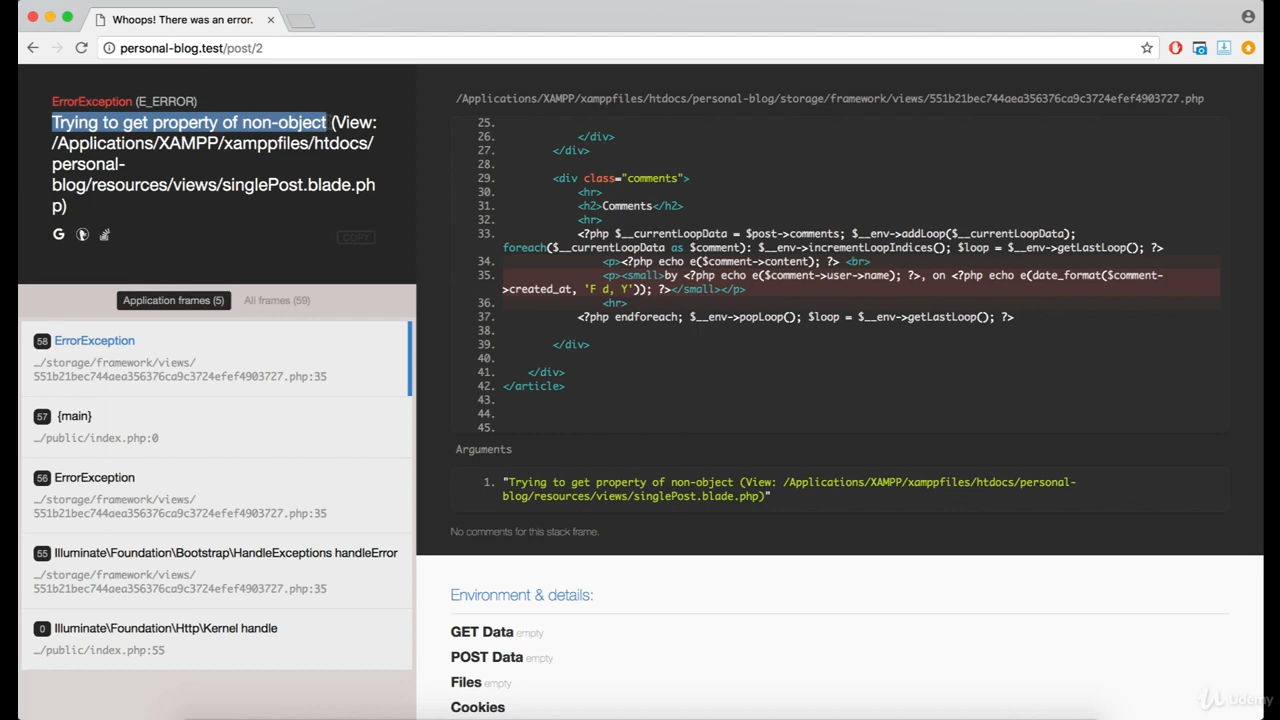 Whoops! There was an error.
personal-blog.test/post/2
ErrorException (E_ERROR)
Trying to get property of non-object (View:
/Applications/XAMPP/xamppfiles/htdocs/
personal-
blog/resources/views/singlePost.blade.ph
p)
COPY
Application frames (5)
All frames (59)
58 ErrorException
…/storage/framework/views/
551b21bec744aea356376ca9c3724efef4903727.php:35
57 {main}
…/public/index.php:0
56 ErrorException
…/storage/framework/views/
551b21bec744aea356376ca9c3724efef4903727.php:35
55 Illuminate\Foundation\Bootstrap\HandleExceptions handleError
…/storage/framework/views/
551b21bec744aea356376ca9c3724efef4903727.php:35
0 Illuminate\Foundation\Http\Kernel handle
…/public/index.php:55
/Applications/XAMPP/xamppfiles/htdocs/personal-blog/storage/framework/views/551b21bec744aea356376ca9c3724efef4903727.php
25.
26. </div>
27. </div>
28.
29. <div class="comments">
30. <hr>
31. <h2>Comments</h2>
32. <hr>
33. <?php $__currentLoopData = $post->comments; $__env->addLoop($__currentLoopData);
foreach($__currentLoopData as $comment): $__env->incrementLoopIndices(); $loop = $__env->getLastLoop(); ?>
34. <p><?php echo e($comment->content); ?> <br>
35. <p><small>by <?php echo e($comment->user->name); ?>, on <?php echo e(date_format($comment-
>created_at, 'F d, Y')); ?></small></p>
36. <hr>
37. <?php endforeach; $__env->popLoop(); $loop = $__env->getLastLoop(); ?>
38.
39. </div>
40.
41. </div>
42. </article>
43.
44.
45.
Arguments
1. "Trying to get property of non-object (View: /Applications/XAMPP/xamppfiles/htdocs/personal-
blog/resources/views/singlePost.blade.php)"
No comments for this stack frame.
Environment & details:
GET Data empty
POST Data empty
Files empty
Cookies
Udemy